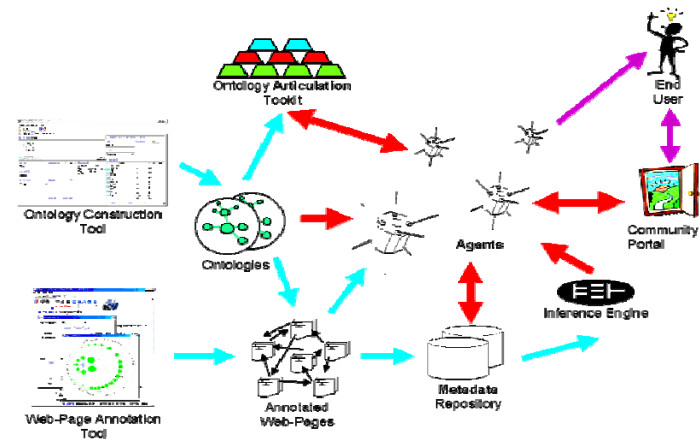 Ontology Articulation
Tookit
End
User
Ontology Construction
Tool
Ontologies
Agents
Community
Portal
Inference Engine
Metadata
Repository
Annotated
Web-Pages
Web-Page Annotation
Tool